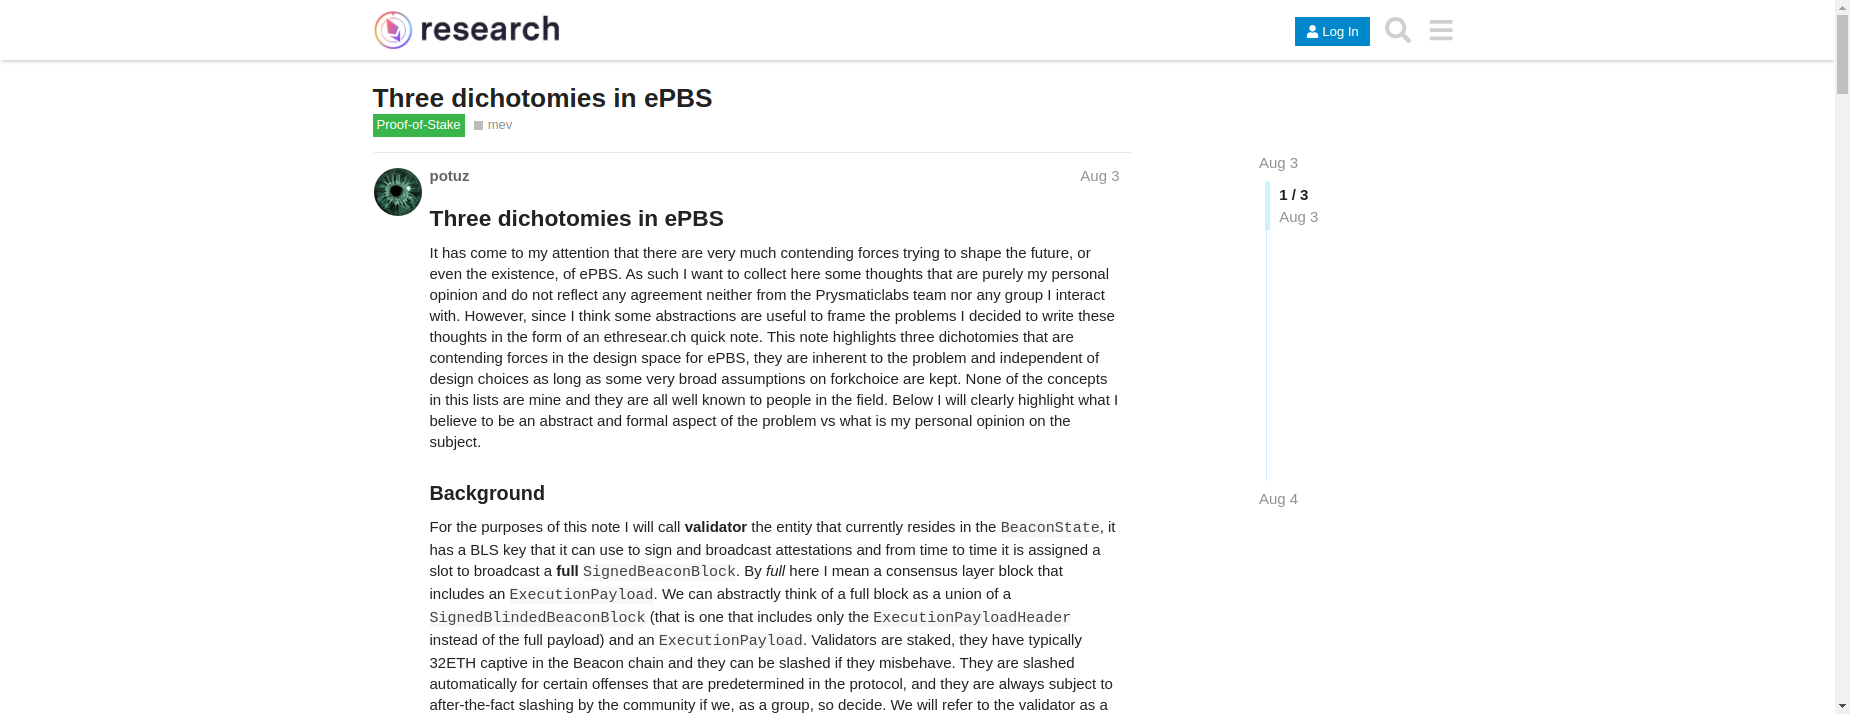 research
Log In
Three dichotomies in ePBS
Proof-of-Stake mev
potuz
Aug 3
Three dichotomies in ePBS
It has come to my attention that there are very much contending forces trying to shape the future, or
even the existence, of ePBS. As such I want to collect here some thoughts that are purely my personal
opinion and do not reflect any agreement neither from the Prysmaticlabs team nor any group I interact
with. However, since I think some abstractions are useful to frame the problems I decided to write these
thoughts in the form of an ethresear.ch quick note. This note highlights three dichotomies that are
contending forces in the design space for ePBS, they are inherent to the problem and independent of
design choices as long as some very broad assumptions on forkchoice are kept. None of the concepts
in this lists are mine and they are all well known to people in the field. Below I will clearly highlight what I
believe to be an abstract and formal aspect of the problem vs what is my personal opinion on the
subject.
Background
For the purposes of this note I will call validator the entity that currently resides in the BeaconState, it
has a BLS key that it can use to sign and broadcast attestations and from time to time it is assigned a
slot to broadcast a full SignedBeaconBlock. By full here I mean a consensus layer block that
includes an ExecutionPayload. We can abstractly think of a full block as a union of a
SignedBlindedBeaconBlock (that is one that includes only the ExecutionPayloadHeader
instead of the full payload) and an ExecutionPayload. Validators are staked, they have typically
32ETH captive in the Beacon chain and they can be slashed if they misbehave. They are slashed
automatically for certain offenses that are predetermined in the protocol, and they are always subject to
after-the-fact slashing by the community if we, as a group, so decide. We will refer to the validator as a
Aug 3
1 / 3
Aug 3
Aug 4